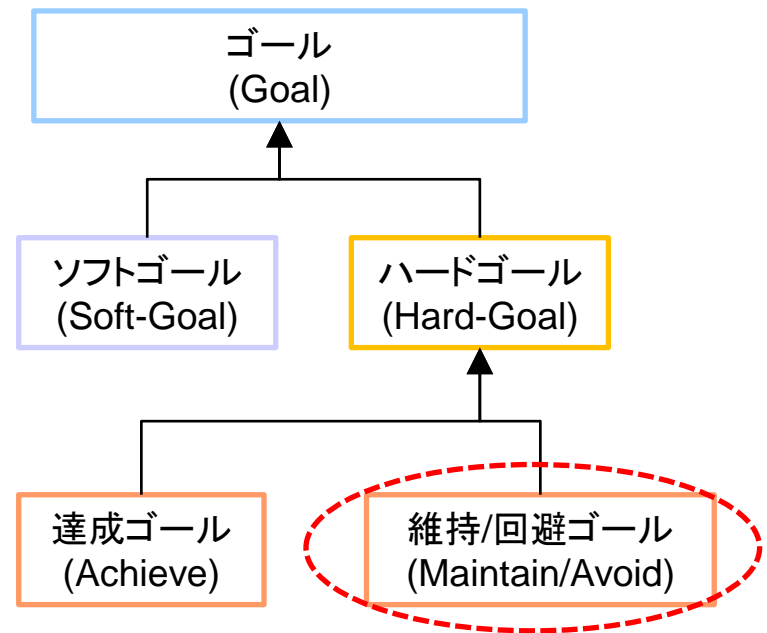 ゴール
(Goal)
ソフトゴール
(Soft-Goal)
ハードゴール
(Hard-Goal)
達成ゴール
(Achieve)
維持/回避ゴール
(Maintain/Avoid)